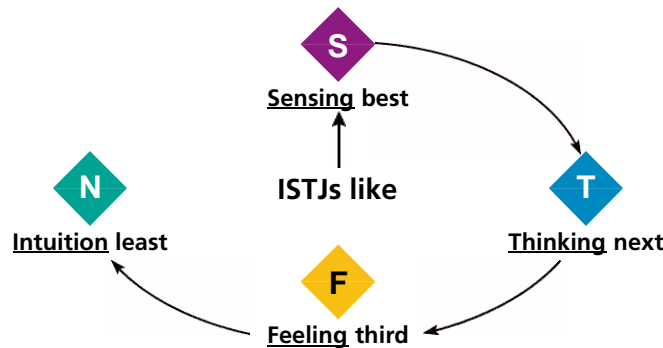 S
Sensing best
ISTJs like
N
Intuition least
T
Thinking next
F
Feeling third